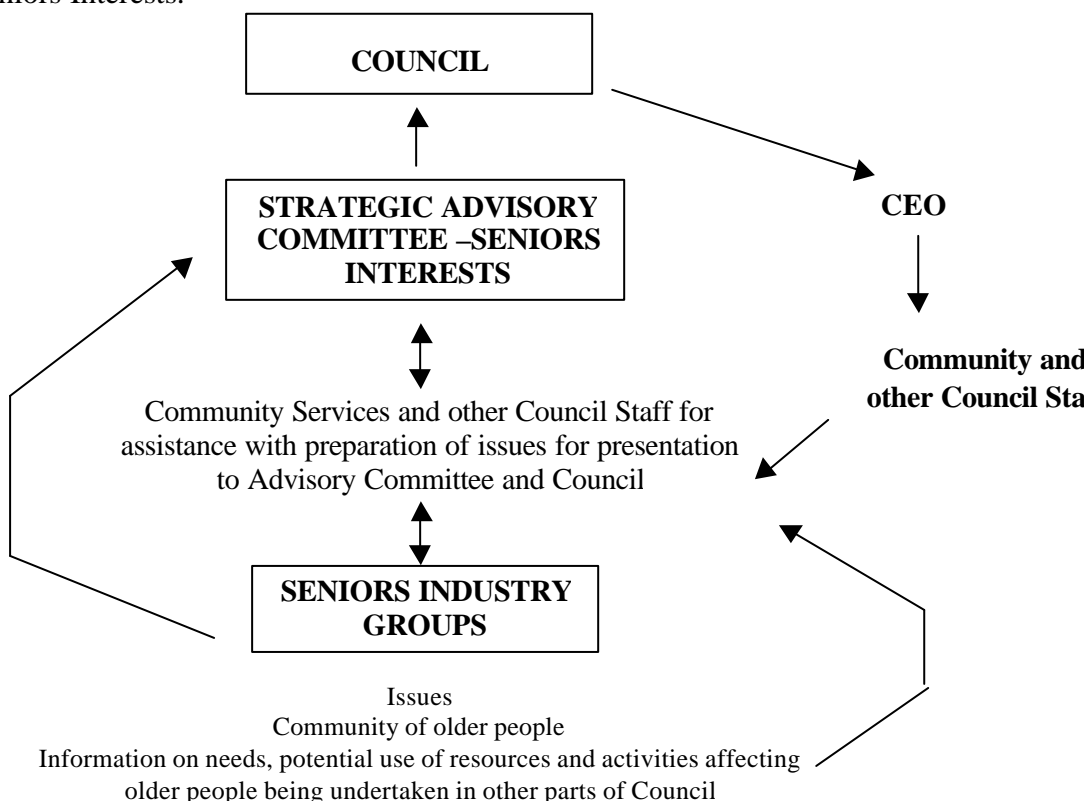 niors Interests.
COUNCIL
STRATEGIC ADVISORY
COMMITTEE –SENIORS
INTERESTS
CEO
Community and
other Council Sta
Community Services and other Council Staff for
assistance with preparation of issues for presentation
to Advisory Committee and Council
SENIORS INDUSTRY
GROUPS
Issues
Community of older people
Information on needs, potential use of resources and activities affecting
older people being undertaken in other parts of Council